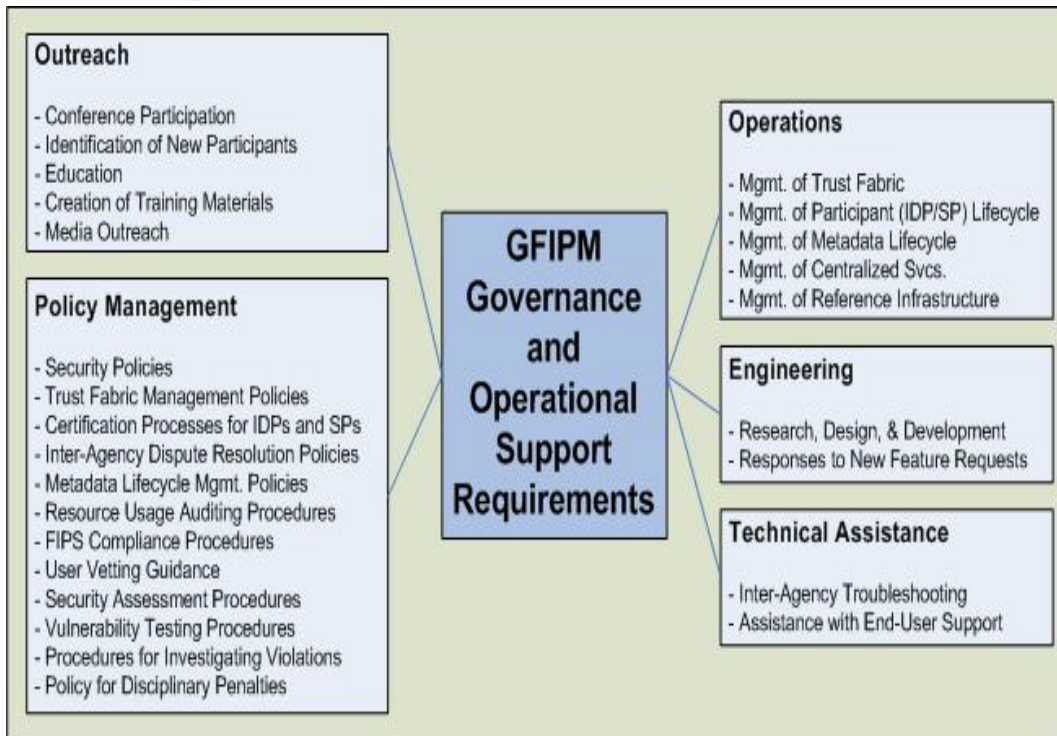 Outreach
- Conference Participation
- Identification of New Participants
- Education
- Creation of Training Materials
- Media Outreach
Policy Management
- Security Policies
- Trust Fabric Management Policies
- Certification Processes for IDPs and SPs
- Inter-Agency Dispute Resolution Policies
- Metadata Lifecycle Mgmt. Policies
- Resource Usage Auditing Procedures
- FIPS Compliance Procedures
- User Vetting Guidance
- Security Assessment Procedures
- Vulnerability Testing Procedures
- Procedures for Investigating Violations
- Policy for Disciplinary Penalties
GFIPM
Governance
and
Operational
Support
Requirements
Operations
- Mgmt. of Trust Fabric
- Mgmt. of Participant (IDP/SP) Lifecycle
- Mgmt. of Metadata Lifecycle
- Mgmt. of Centralized Svcs.
- Mgmt. of Reference Infrastructure
Engineering
- Research, Design, & Development
- Responses to New Feature Requests
Technical Assistance
- Inter-Agency Troubleshooting
- Assistance with End-User Support